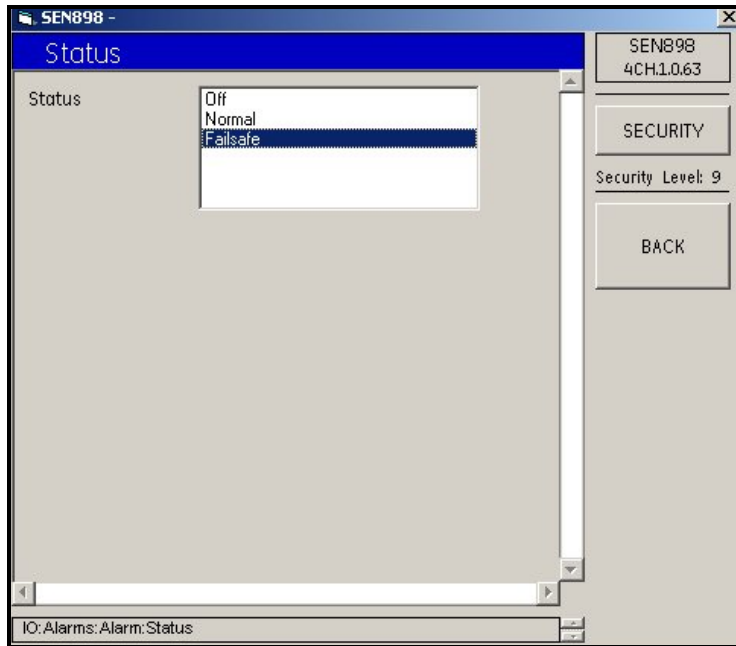 SEN898 -
Status
SEN898
4CH.1.0.63
Status
Off
Normal
Failsafe
SECURITY
Security Level: 9
BACK
IO:Alarms:Alarm:Status